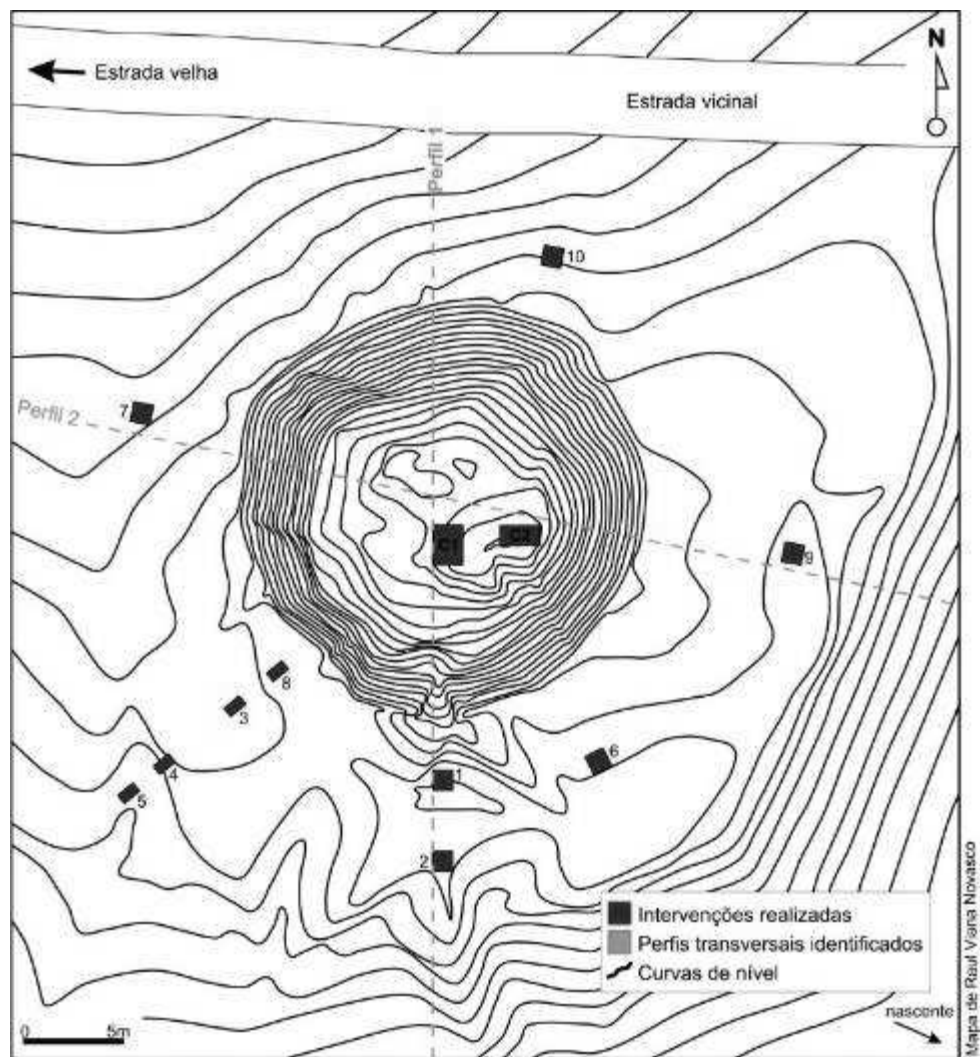 N
Estrada velha
Estrada vicinal
Perfil 1
10
7
Perfil 2
C1
C2
9
8
3
4
5
6
1
2
Intervenções realizadas
Perfis transversais identificados
Curvas de nível
0 5m
nascente
Mapa de Raul Viana Novasco